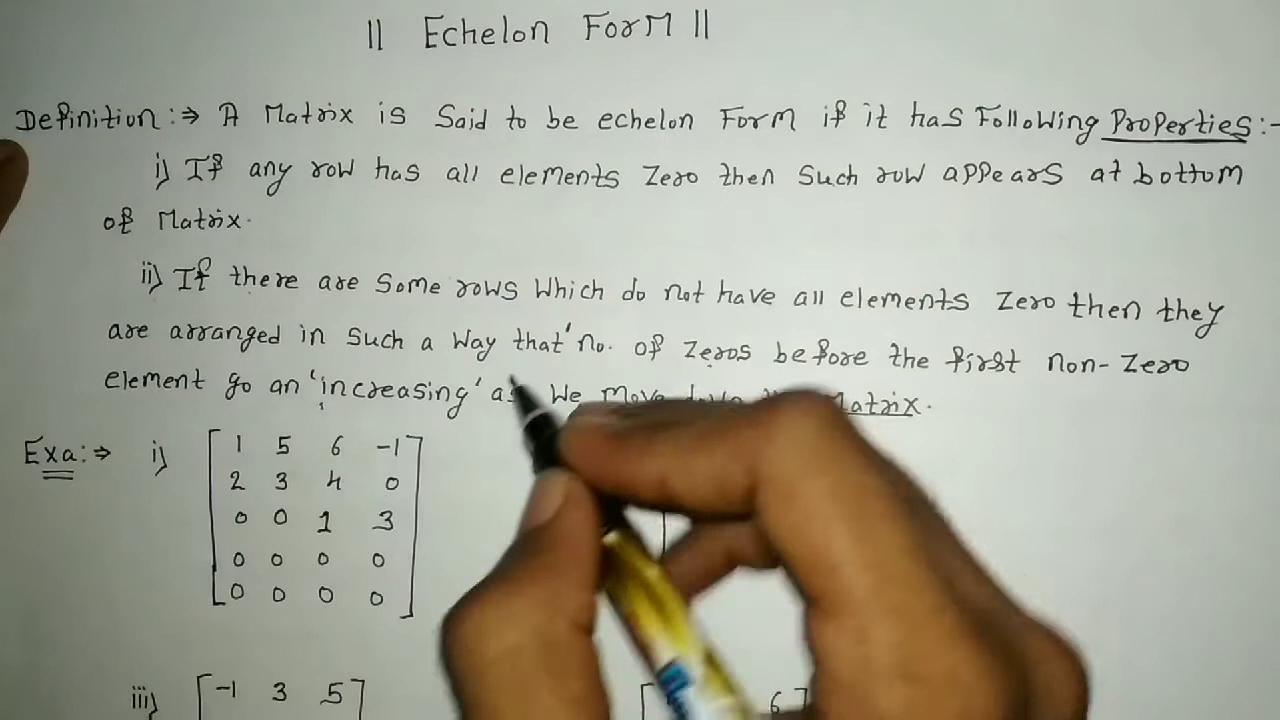 || Echelon Form ||
Definition :⇒ A Matrix is Said to be echelon Form if it has Following Properties :-
i) If any row has all elements Zero then Such row appears at bottom
of Matrix.
ii) If there are Some rows Which do not have all elements Zero then they
are arranged in Such a Way that 'no. of Zeros before the first non-Zero
element go an 'increasing' as We Move Matrix.
Exa :⇒ i) 1 5 6 -1
2 3 4 0
0 0 1 3
0 0 0 0
0 0 0 0
iii) -1 3 5 6